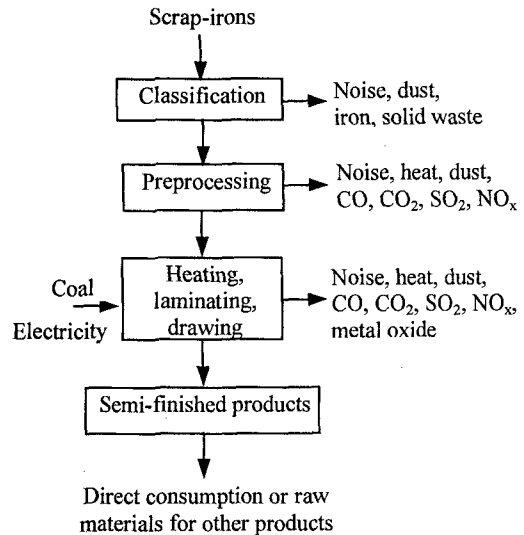 Scrap-irons
Classification
Noise, dust,
iron, solid waste
Preprocessing
Noise, heat, dust,
CO, CO₂, SO₂, NOₓ
Coal
Electricity
Heating,
laminating,
drawing
Noise, heat, dust,
CO, CO₂, SO₂, NOₓ,
metal oxide
Semi-finished products
Direct consumption or raw
materials for other products